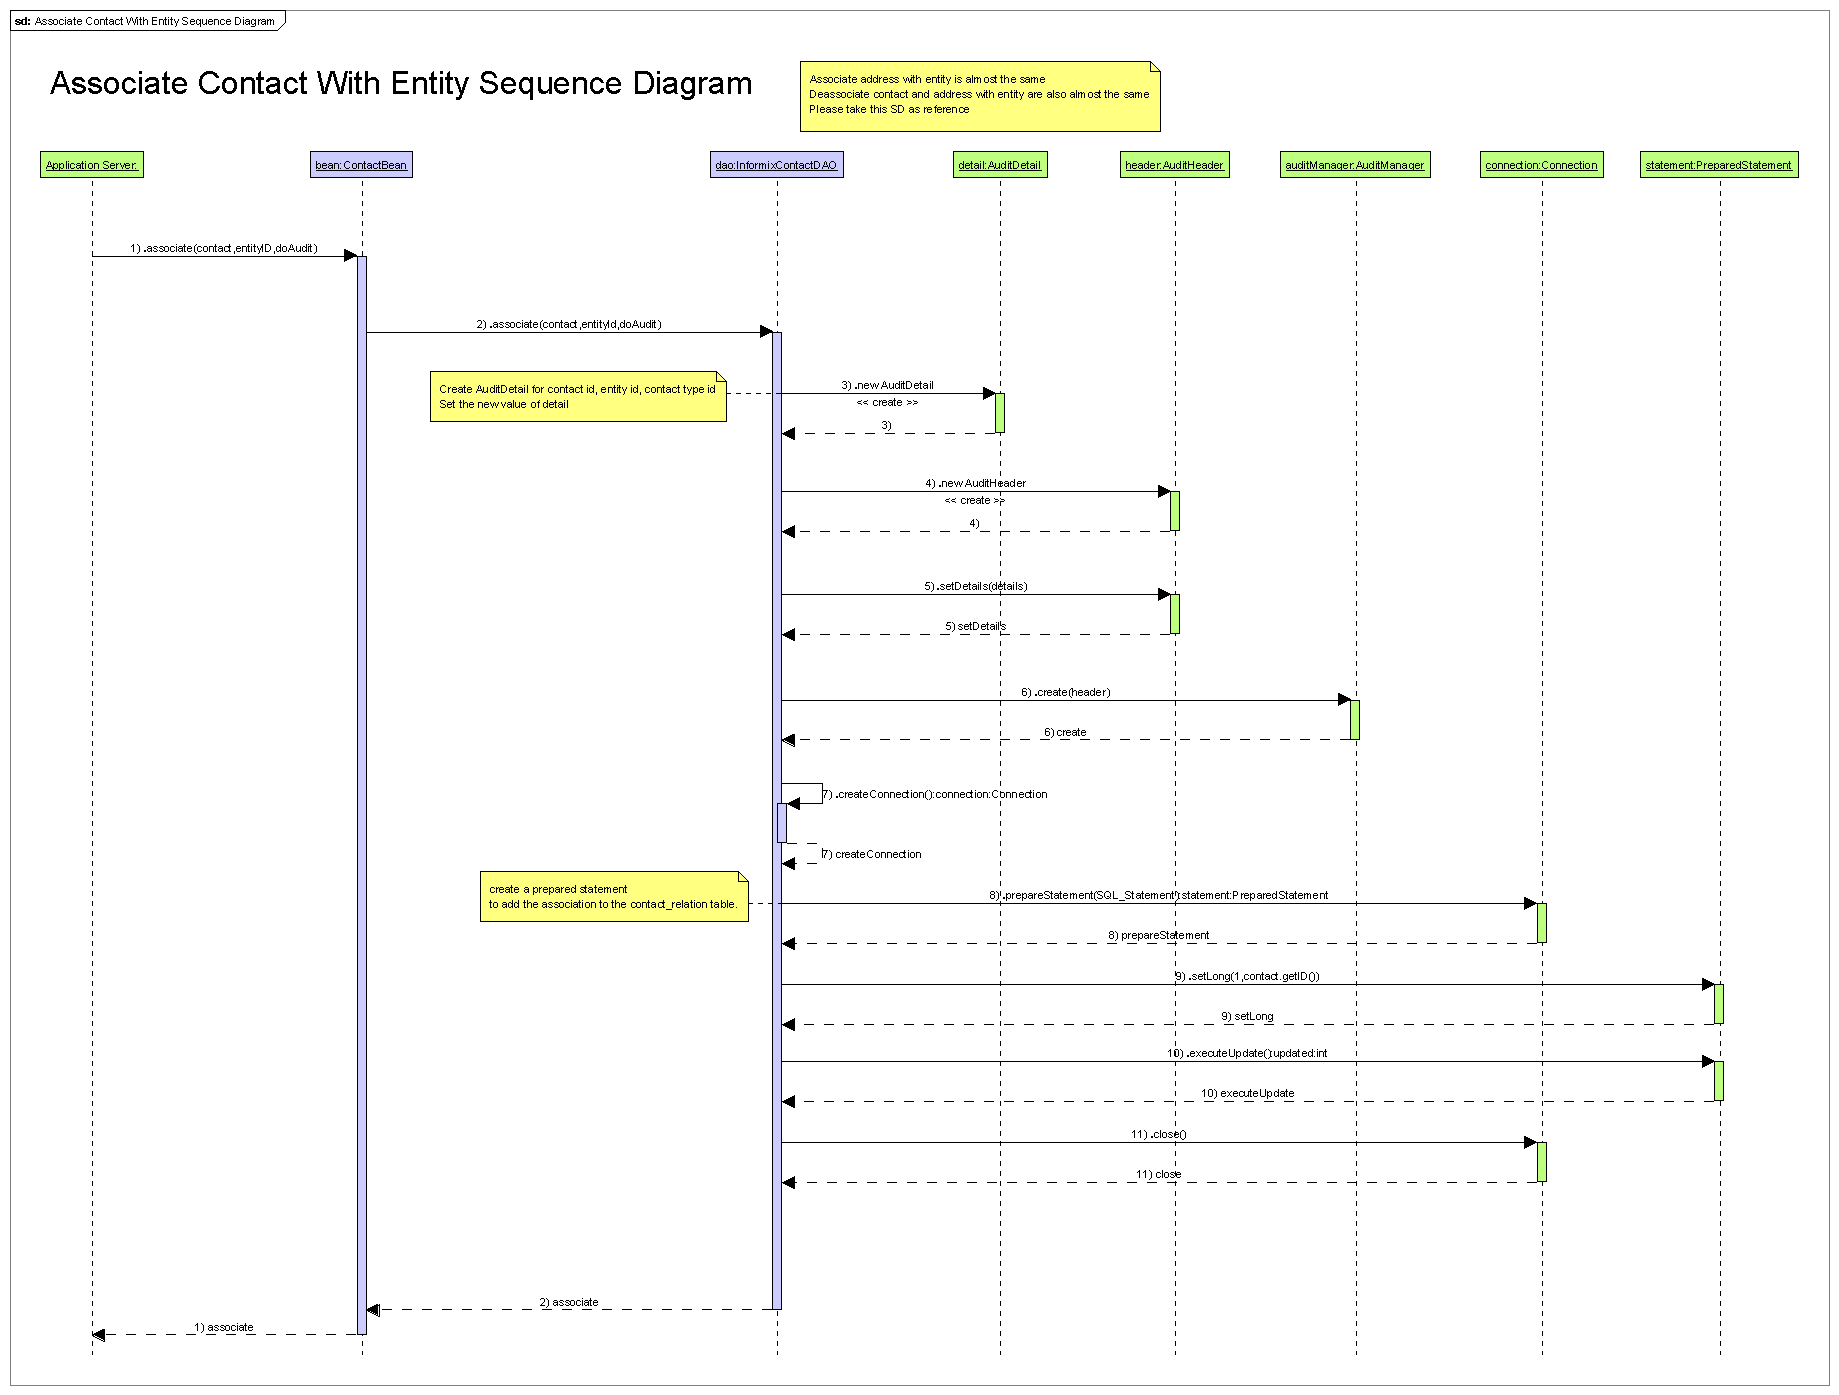 sd: Associate Contact With Entity Sequence Diagram
Associate Contact With Entity Sequence Diagram
Associate address with entity is almost the same
Deassociate contact and address with entity are also almost the same
Please take this SD as reference
Application Server:
bean:ContactBean
dao:InformixContactDAO
detail:AuditDetail
header:AuditHeader
auditManager:AuditManager
connection:Connection
statement:PreparedStatement
1) .associate(contact,entityID,doAudit)
2) .associate(contact,entityId,doAudit)
Create AuditDetail for contact id, entity id, contact type id
Set the new value of detail
3) .new AuditDetail
<< create >>
3)
4) .new AuditHeader
<< create >>
4)
5) .setDetails(details)
5) setDetails
6) .create(header)
6) create
7) .createConnection():connection:Connection
7) createConnection
create a prepared statement
to add the association to the contact_relation table.
8) .prepareStatement(SQL_Statement):statement:PreparedStatement
8) prepareStatement
9) .setLong(1,contact.getID())
9) setLong
10) .executeUpdate():updated:int
10) executeUpdate
11) .close()
11) close
2) associate
1) associate